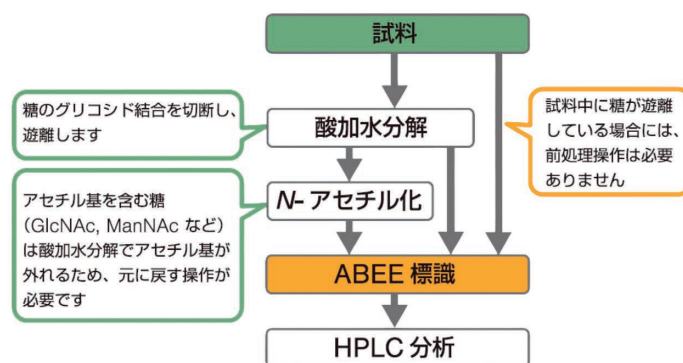 試料
糖のグリコシド結合を切断し、
遊離します
酸加水分解
試料中に糖が遊離
している場合には、
前処理操作は必要
ありません
アセチル基を含む糖
（GlcNAc, ManNAc など）
は酸加水分解でアセチル基が
外れるため、元に戻す操作が
必要です
N- アセチル化
ABEE 標識
HPLC 分析